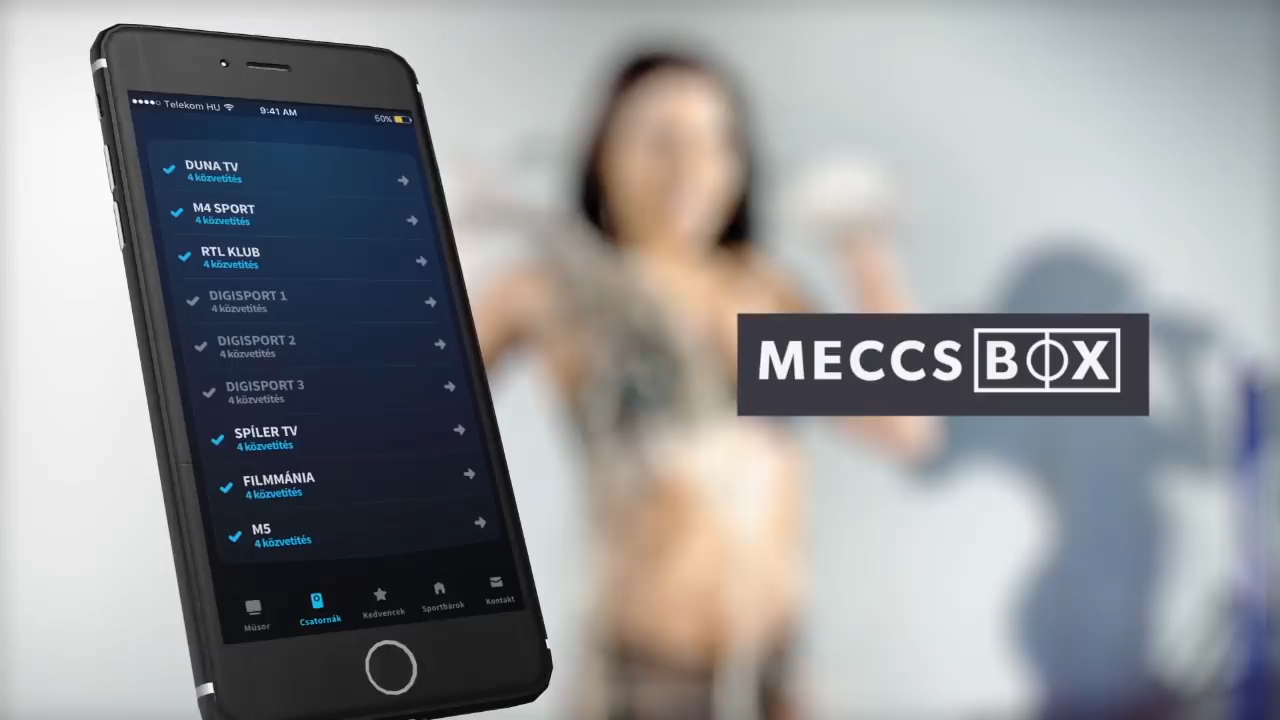 Telekom HU
9:41 AM
50%
DUNA TV
4 közvetítés
M4 SPORT
4 közvetítés
RTL KLUB
4 közvetítés
DIGISPORT 1
4 közvetítés
DIGISPORT 2
4 közvetítés
DIGISPORT 3
4 közvetítés
SPÍLER TV
4 közvetítés
FILMMÁNIA
4 közvetítés
M5
4 közvetítés
Műsor
Csatornák
Kedvencek
Sportbárok
Kontakt
MECCS BOX